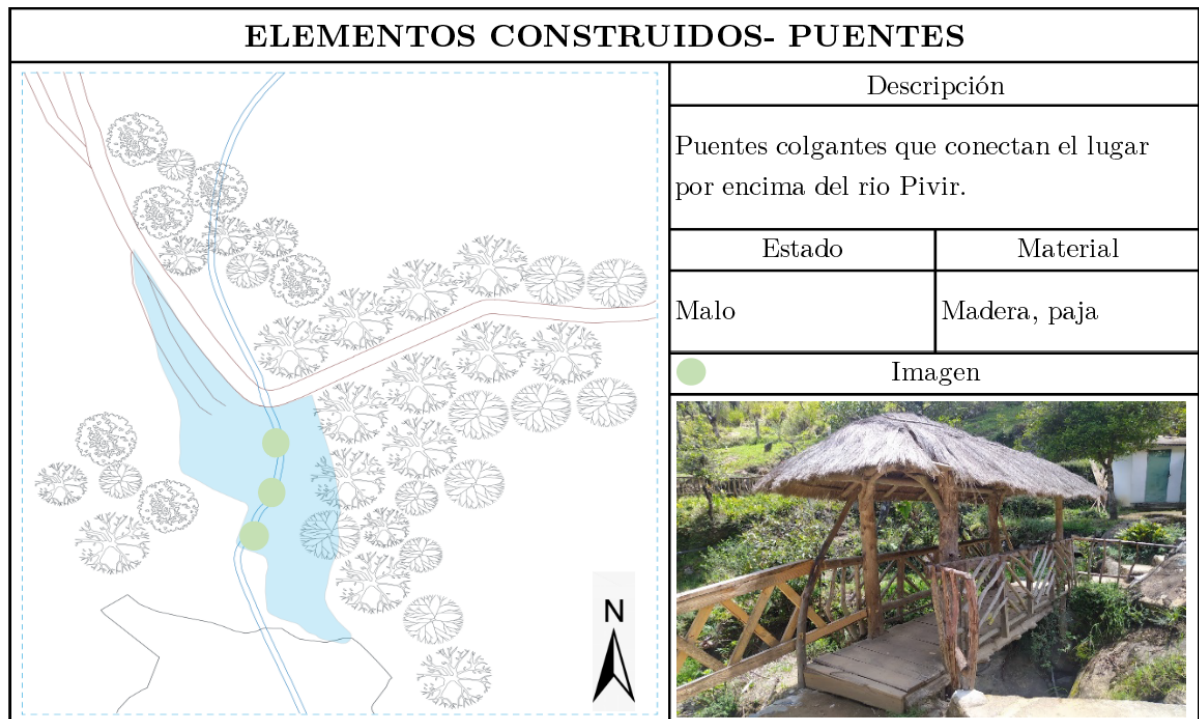 ELEMENTOS CONSTRUIDOS- PUENTES
Descripción
Puentes colgantes que conectan el lugar
por encima del rio Pivir.
Estado
Material
Malo
Madera, paja
Imagen
N